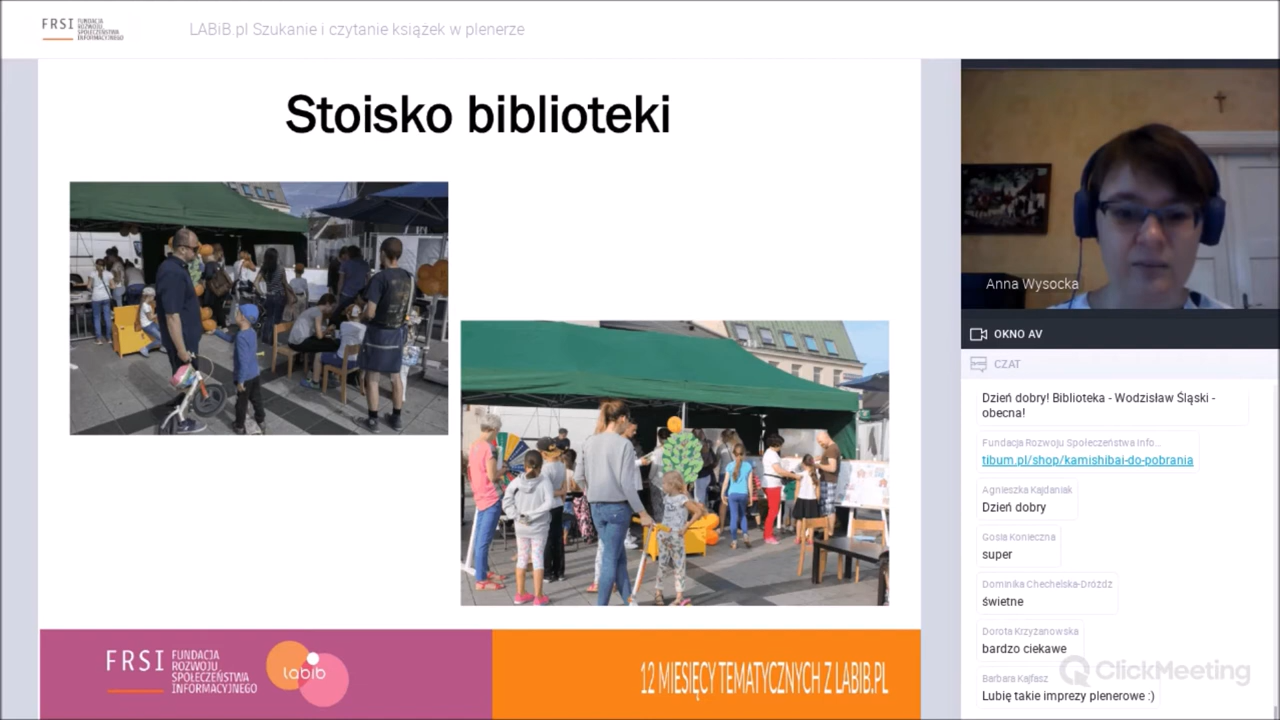 FRSI FUNDACJA
ROZWOJU
SPOŁECZEŃSTWA
INFORMACYJNEGO
LABiB.pl Szukanie i czytanie książek w plenerze
Stoisko biblioteki
FRSI FUNDACJA
ROZWOJU
SPOŁECZEŃSTWA
INFORMACYJNEGO
labib
12 MIESIĘCY TEMATYCZNYCH Z LABIB.PL
Anna Wysocka
OKNO AV
CZAT
Dzień dobry! Biblioteka - Wodzisław Śląski -
obecna!
Fundacja Rozwoju Społeczeństwa Info...
tibum.pl/shop/kamishibai-do-pobrania
Agnieszka Kajdaniak
Dzień dobry
Gosia Konieczna
super
Dominika Chechelska-Dróżdż
świetne
Dorota Krzyżanowska
bardzo ciekawe
ClickMeeting
Barbara Kajfasz
Lubię takie imprezy plenerowe :)